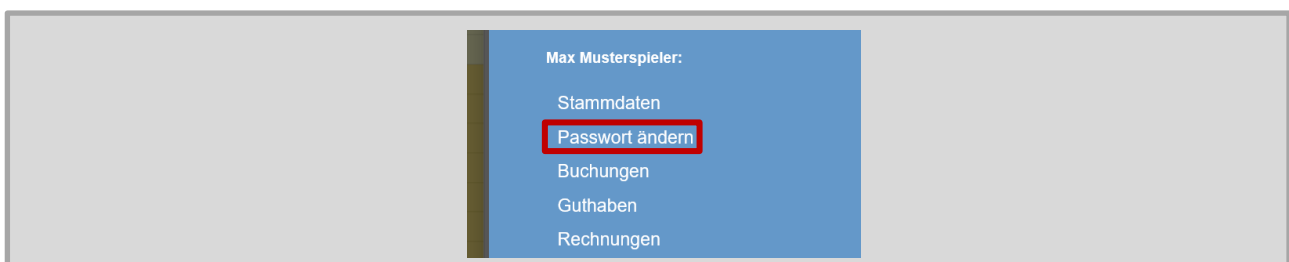 Max Musterspieler:
Stammdaten
Passwort ändern
Buchungen
Guthaben
Rechnungen